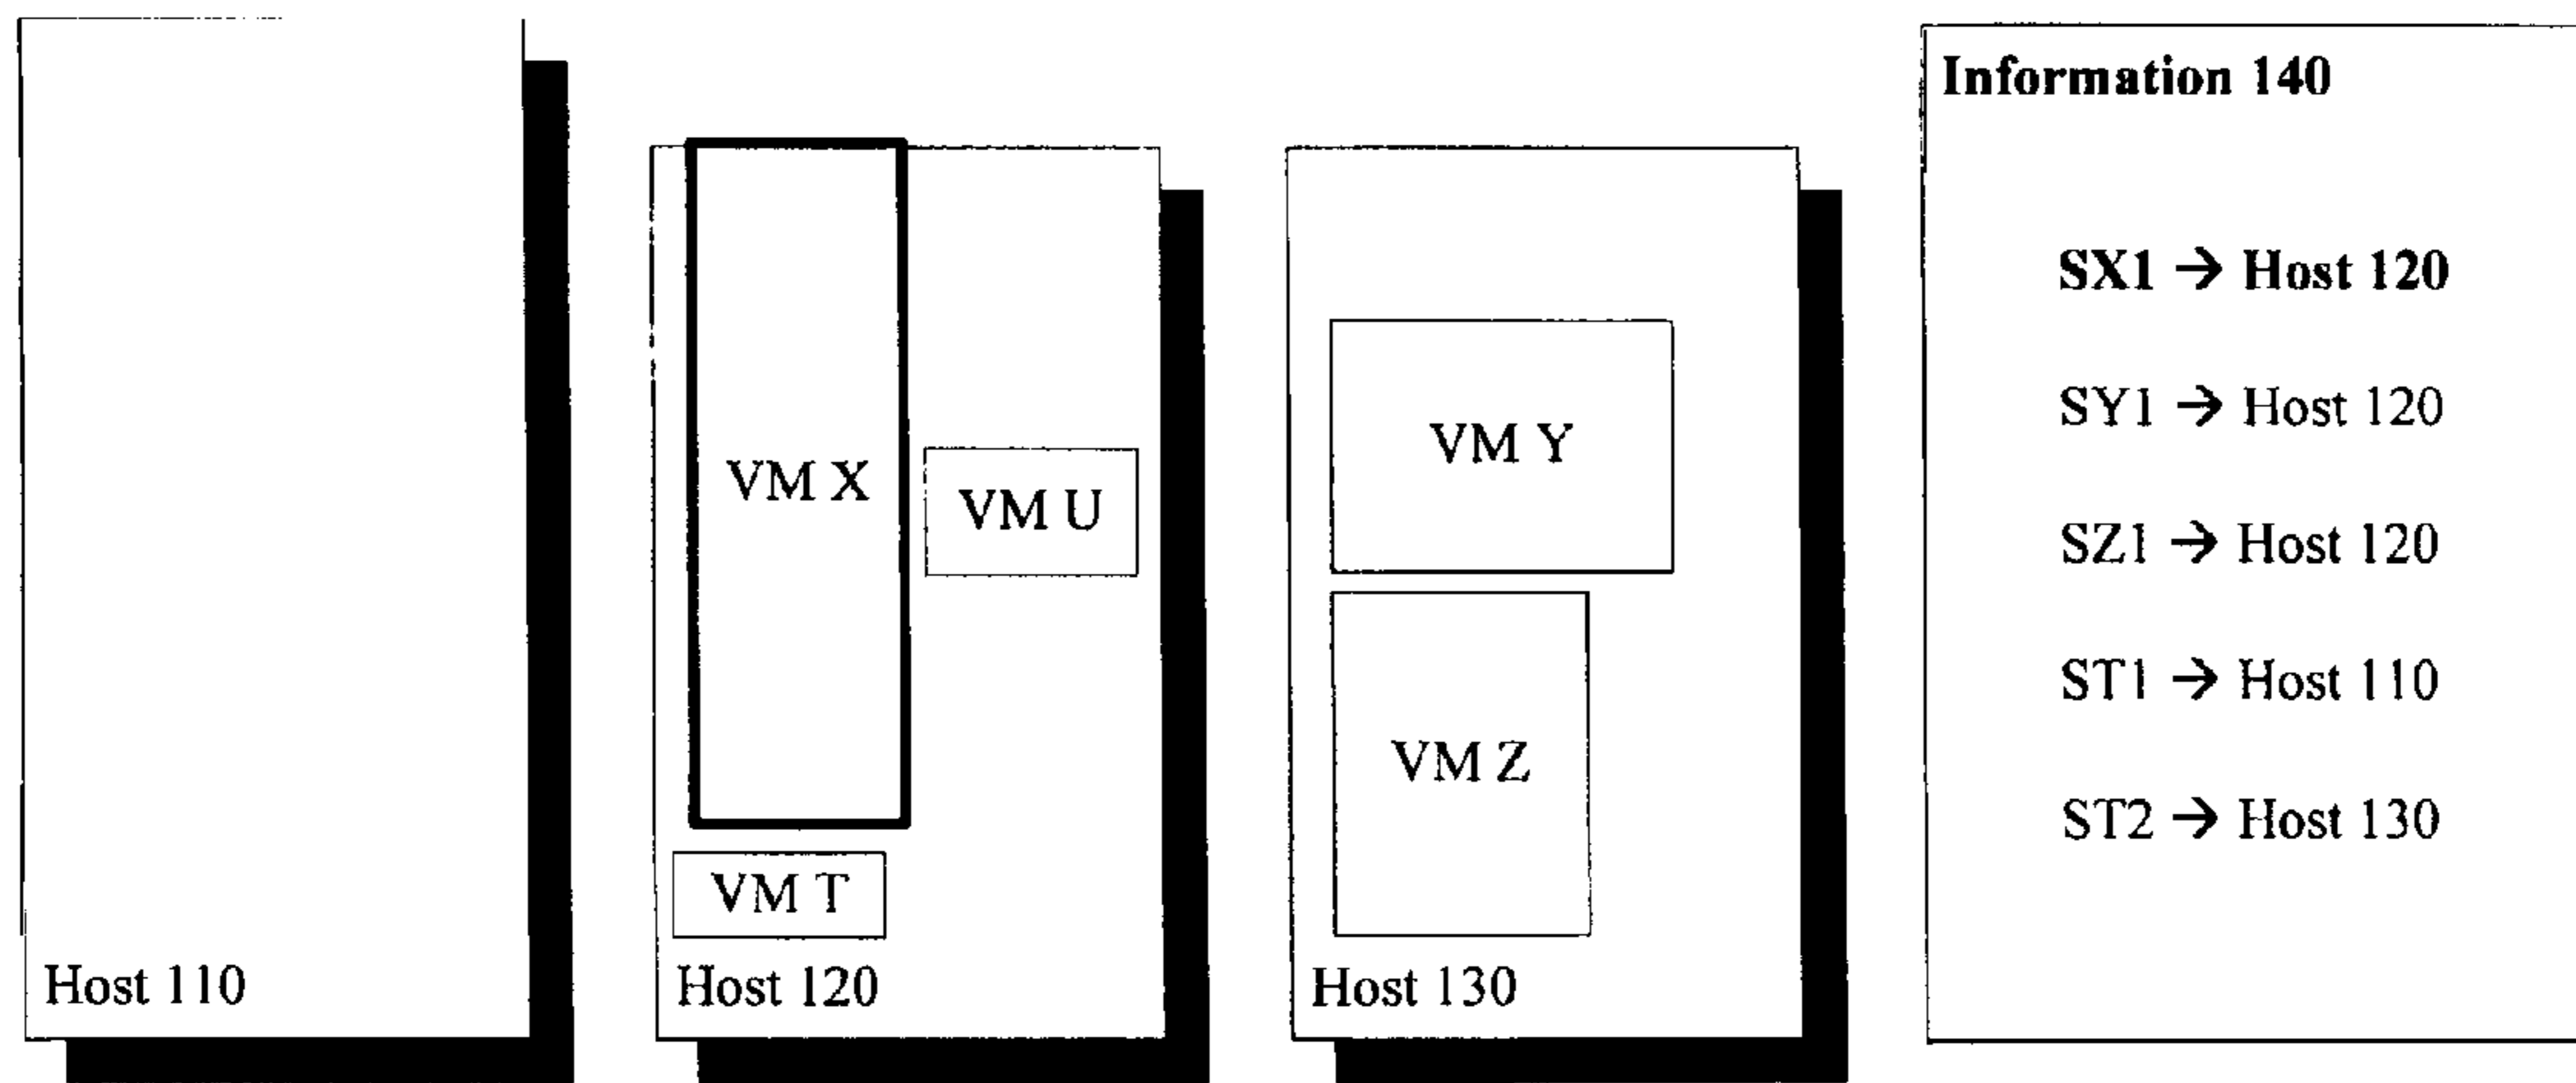 Host 110
VM X
VM U
VM T
Host 120
VM Y
VM Z
Host 130
Information 140
SX1 → Host 120
SY1 → Host 120
SZ1 → Host 120
ST1 → Host 110
ST2 → Host 130